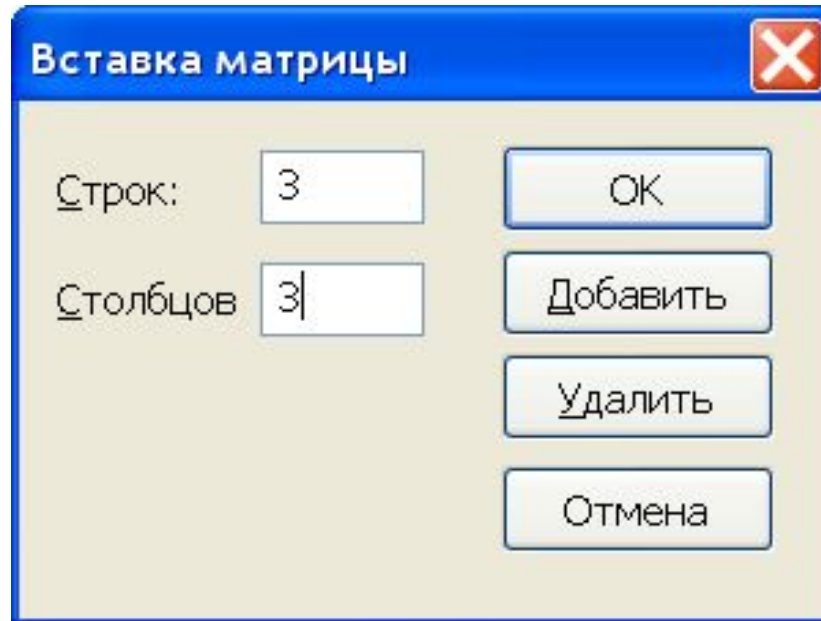 Вставка матрицы
Строк: 3 OK
Столбцов 3 Добавить
Удалить
Отмена